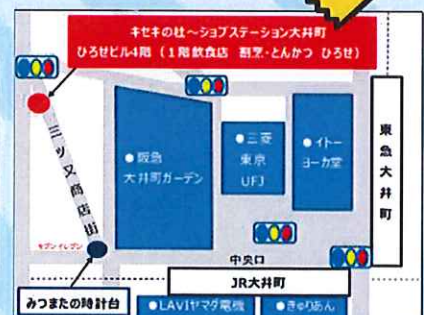 キセキの杜～ジョブステーション大井町
ひろせビル4階（１階飲食店　割烹・とんかつ　ひろせ）
三ツ又商店街
●阪急
大井町ガーデン
●三菱
東京
UFJ
●イトー
ヨーカ堂
東急大井町
セブンイレブン
中央口
JR大井町
みつまたの時計台
●LAVIヤマダ電機
●きゅりあん